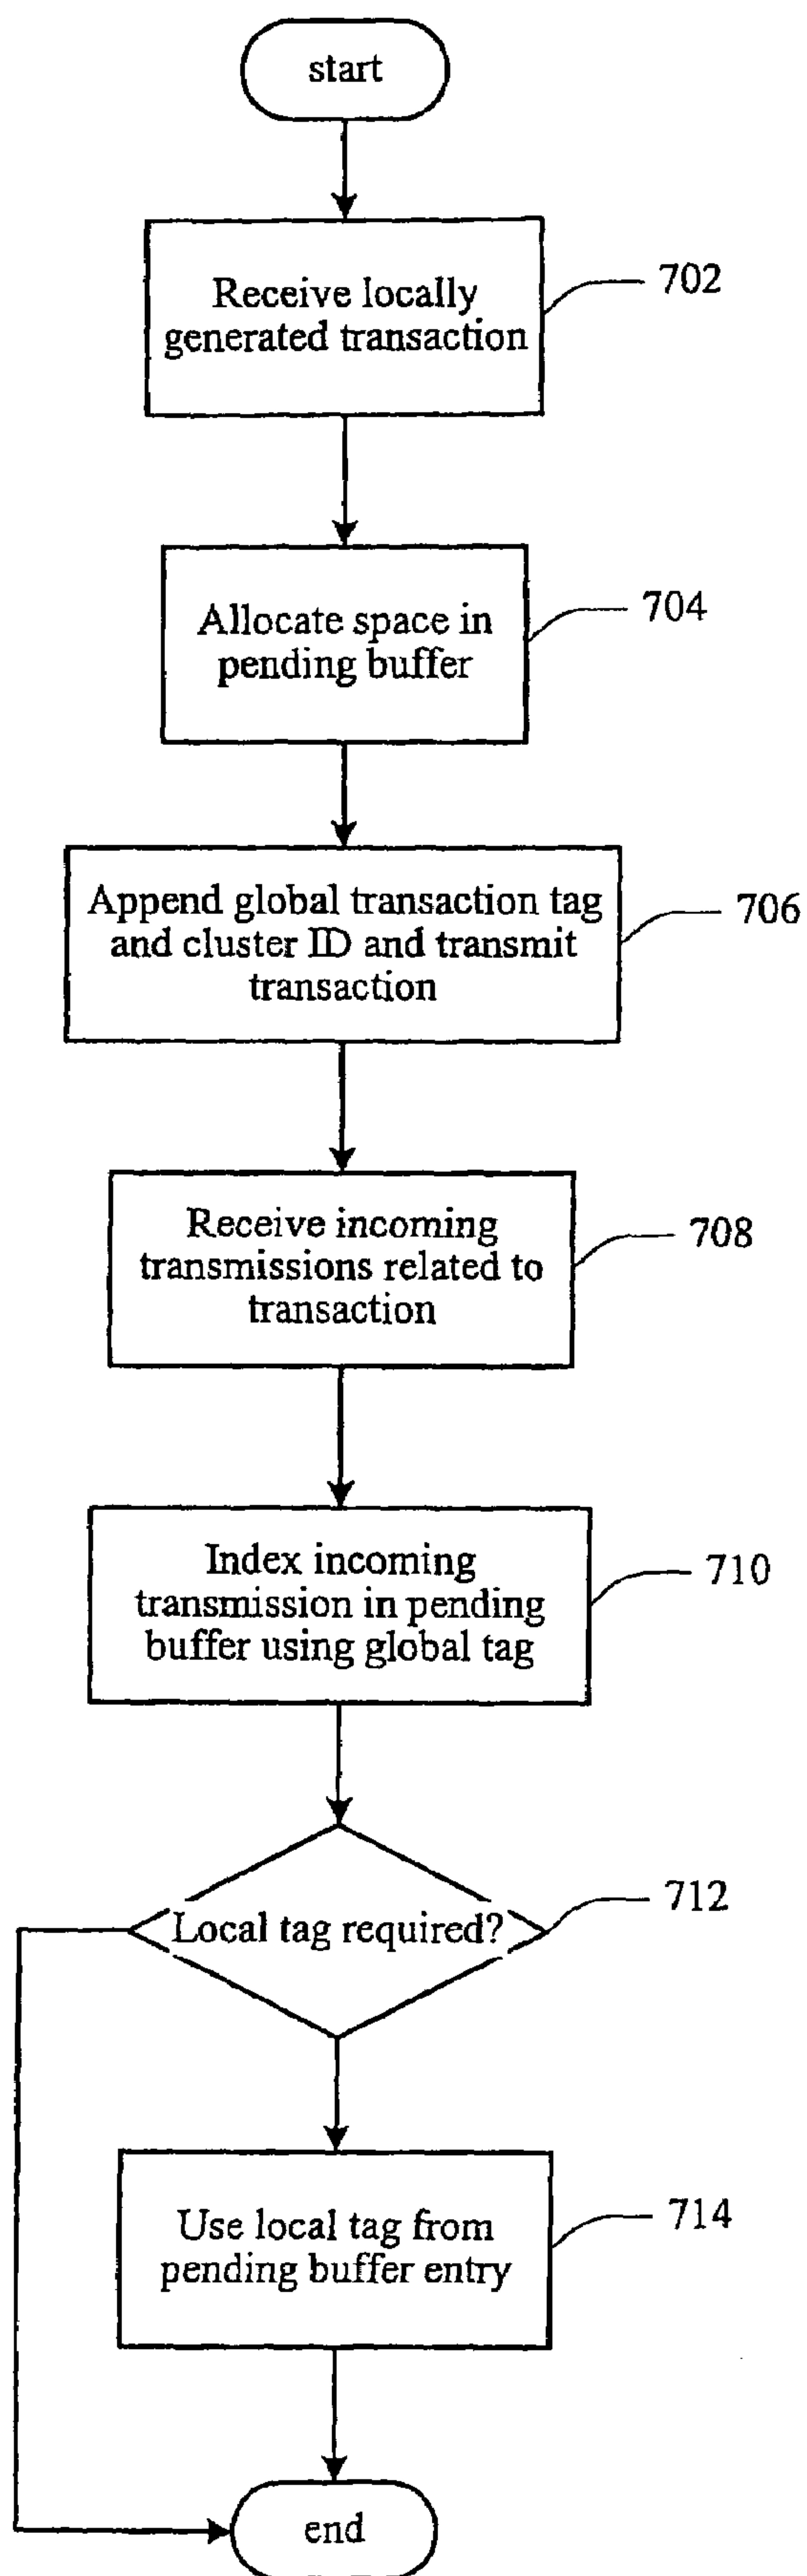 start
Receive locally
generated transaction
702
Allocate space in
pending buffer
704
Append global transaction tag
and cluster ID and transmit
transaction
706
Receive incoming
transmissions related to
transaction
708
Index incoming
transmission in pending
buffer using global tag
710
Local tag required?
712
Use local tag from
pending buffer entry
714
end